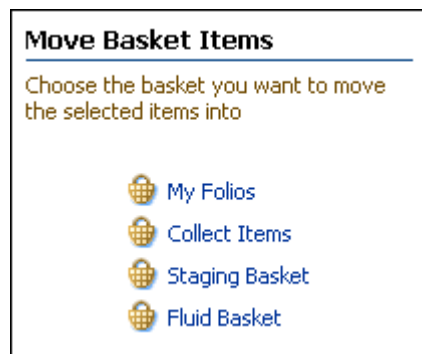 Move Basket Items
Choose the basket you want to move
the selected items into
My Folios
Collect Items
Staging Basket
Fluid Basket